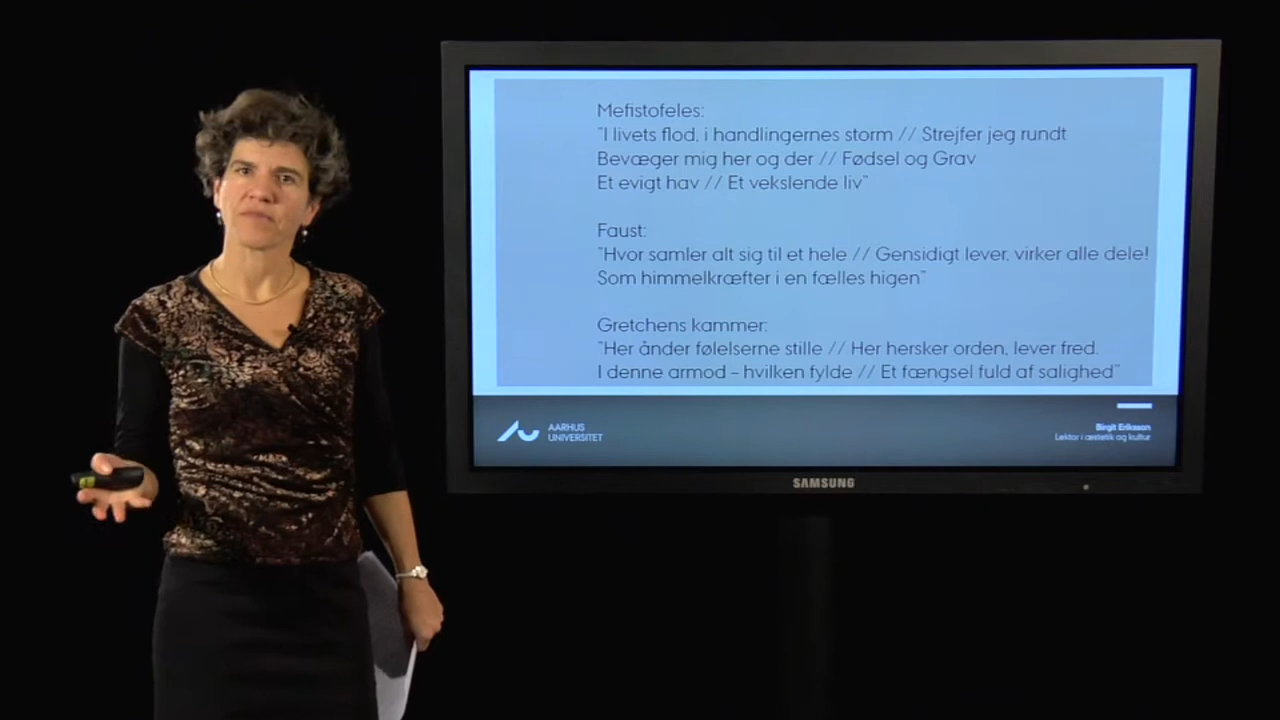 Mefistofeles:
"I livets flod, i handlingernes storm // Strejfer jeg rundt
Bevæger mig her og der // Fødsel og Grav
Et evigt hav // Et vekslende liv"
Faust:
"Hvor samler alt sig til et hele // Gensidigt lever, virker alle dele!
Som himmelkræfter i en fælles higen"
Gretchens kammer:
"Her ånder følelserne stille // Her hersker orden, lever fred.
I denne armod – hvilken fylde // Et fængsel fuld af salighed"
AARHUS
UNIVERSITET
Birgit Eriksson
Lektor i æstetik og kultur
SAMSUNG